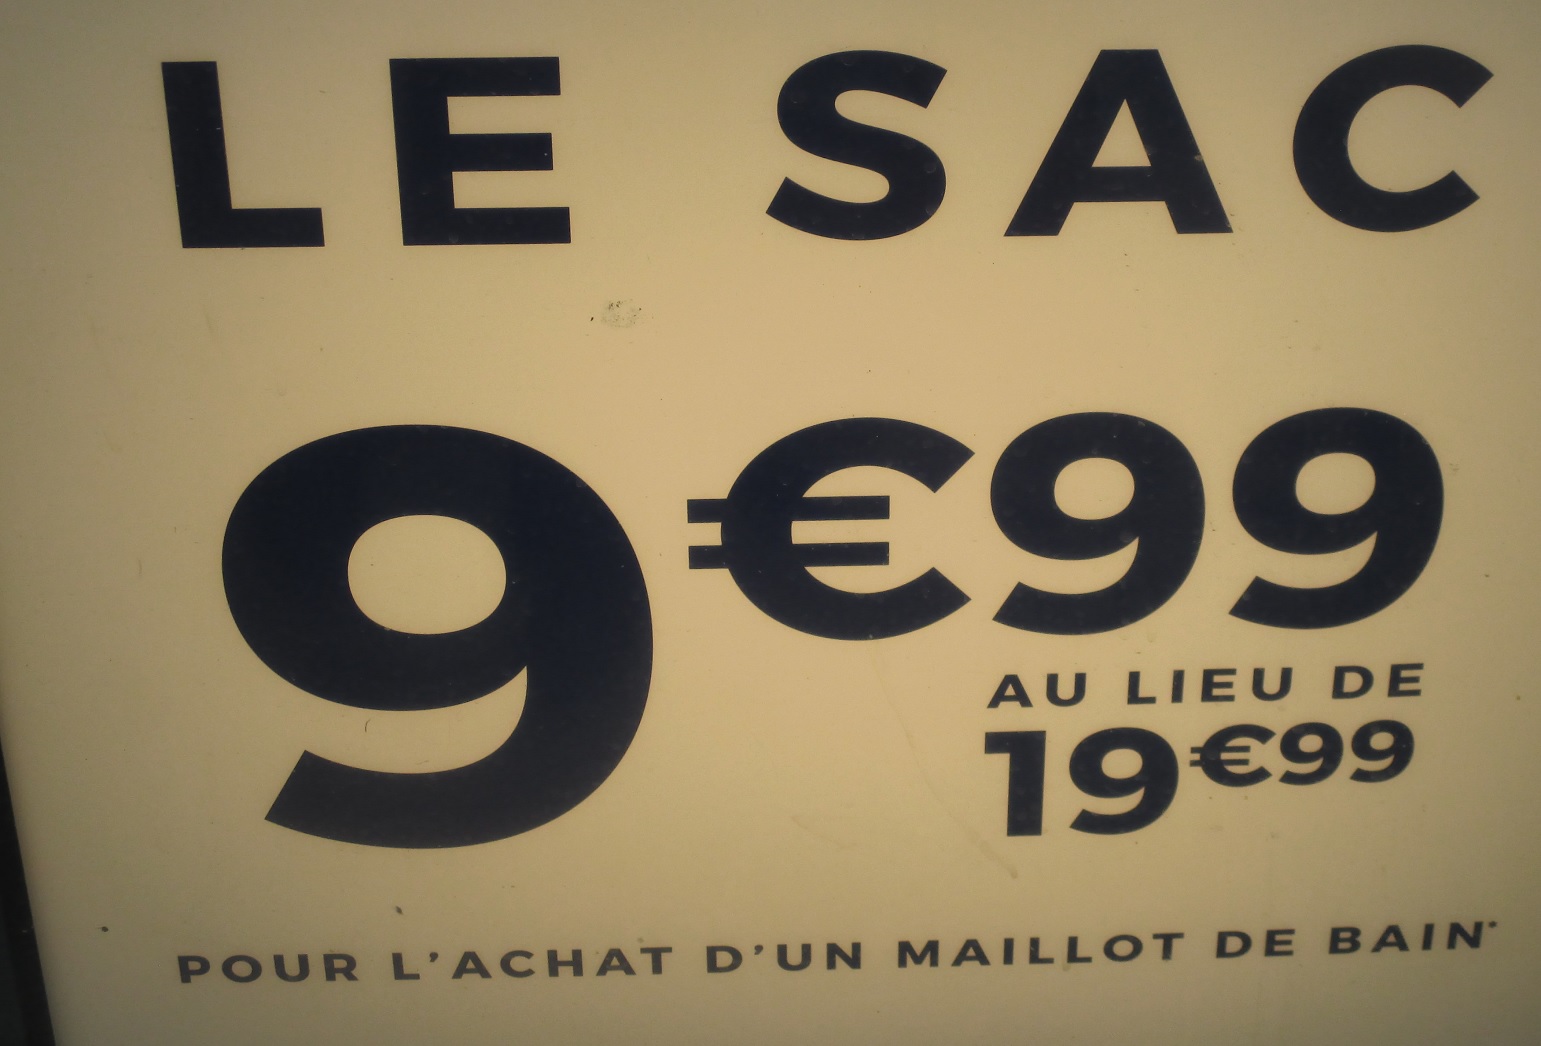 LE SAC
9€99
AU LIEU DE
19€99
POUR L'ACHAT D'UN MAILLOT DE BAIN*